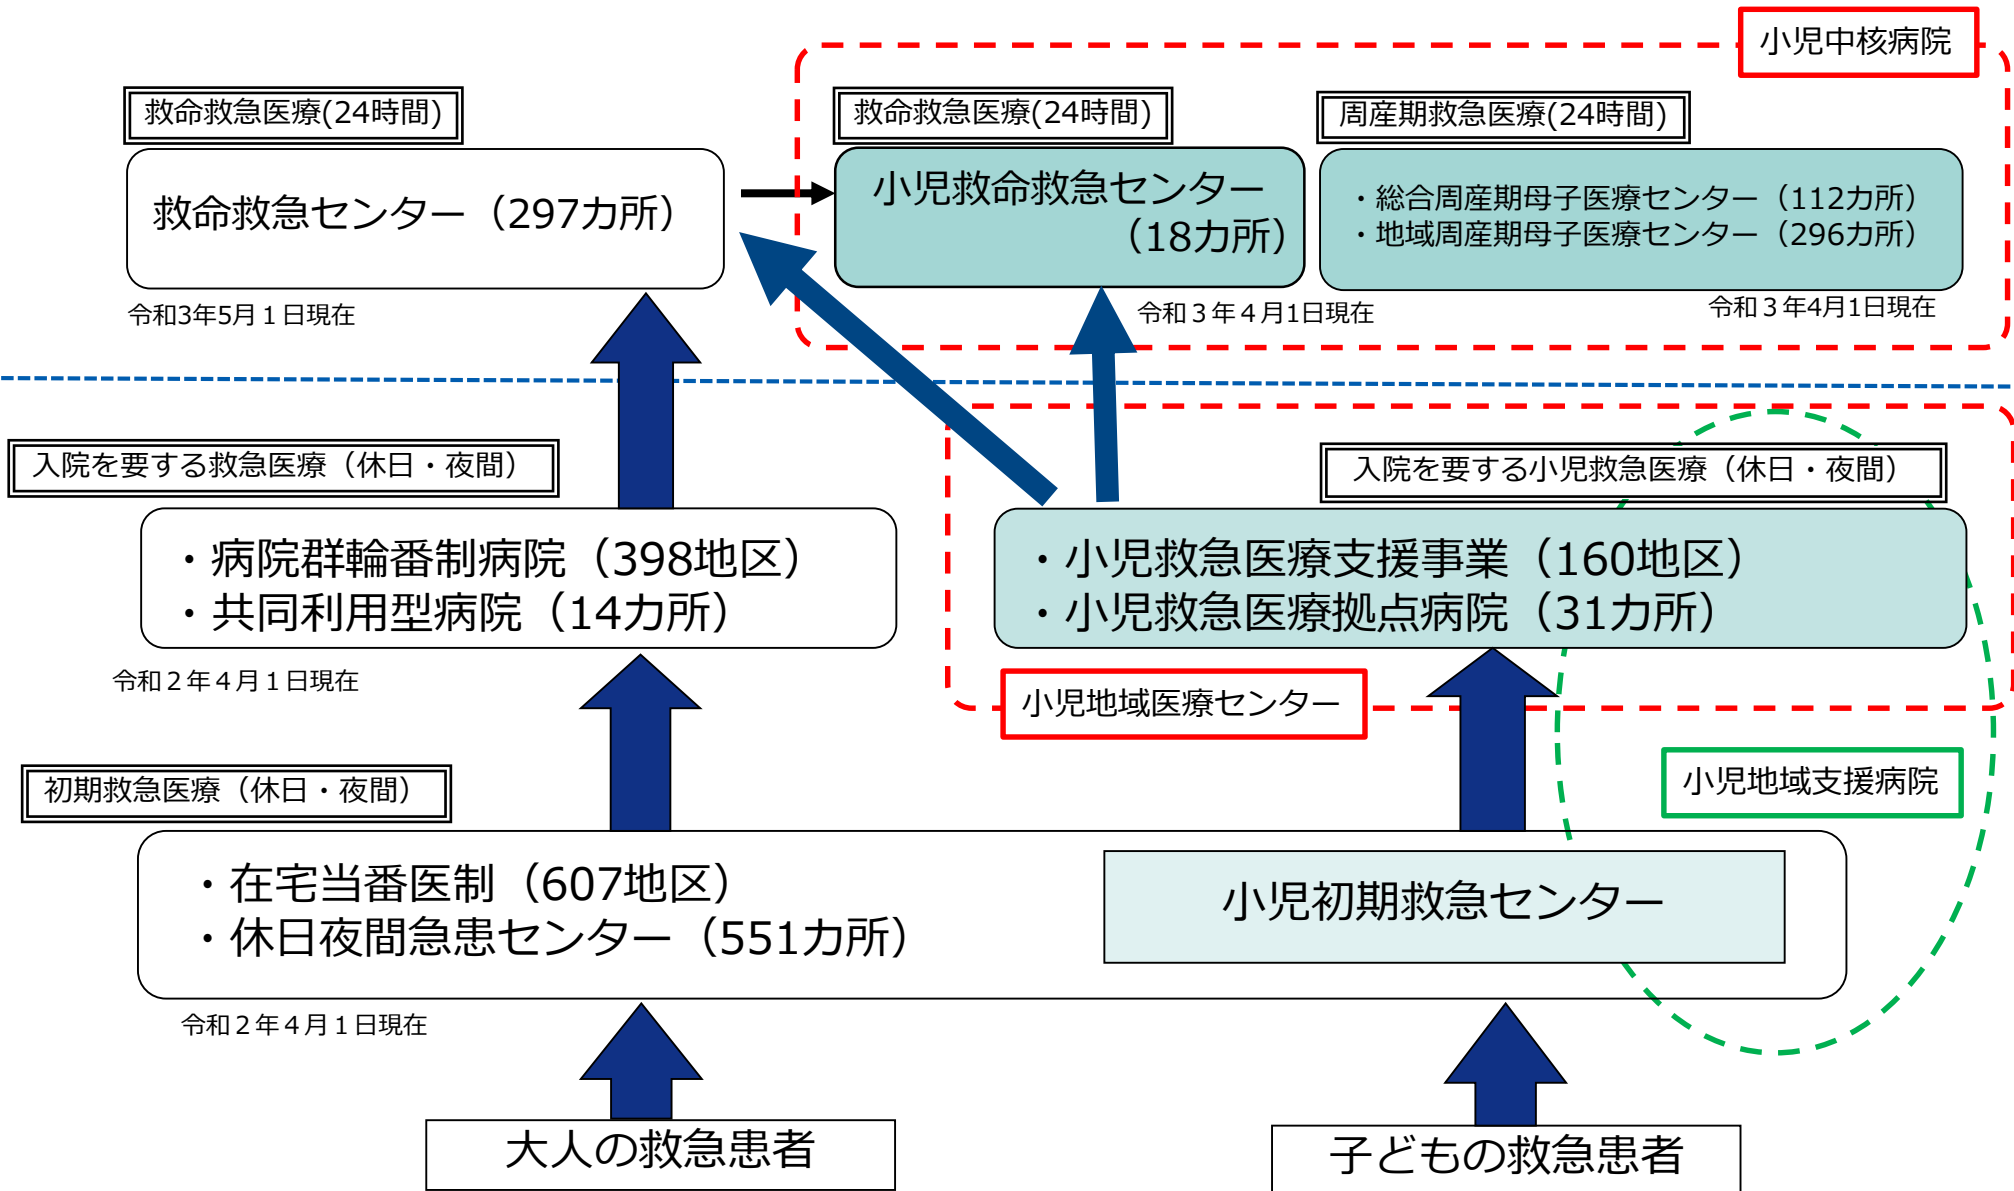 小児中核病院
救命救急医療(24時間)
救命救急センター（297カ所）
令和3年5月１日現在
救命救急医療(24時間)
小児救命救急センター
（18カ所）
令和３年４月1日現在
周産期救急医療(24時間)
・総合周産期母子医療センター（112カ所）
・地域周産期母子医療センター（296カ所）
令和３年4月1日現在
入院を要する救急医療（休日・夜間）
・病院群輪番制病院（398地区）
・共同利用型病院（14カ所）
令和２年４月１日現在
入院を要する小児救急医療（休日・夜間）
・小児救急医療支援事業（160地区）
・小児救急医療拠点病院（31カ所）
小児地域医療センター
小児地域支援病院
初期救急医療（休日・夜間）
・在宅当番医制（607地区）
・休日夜間急患センター（551カ所）
小児初期救急センター
令和２年４月１日現在
大人の救急患者
子どもの救急患者